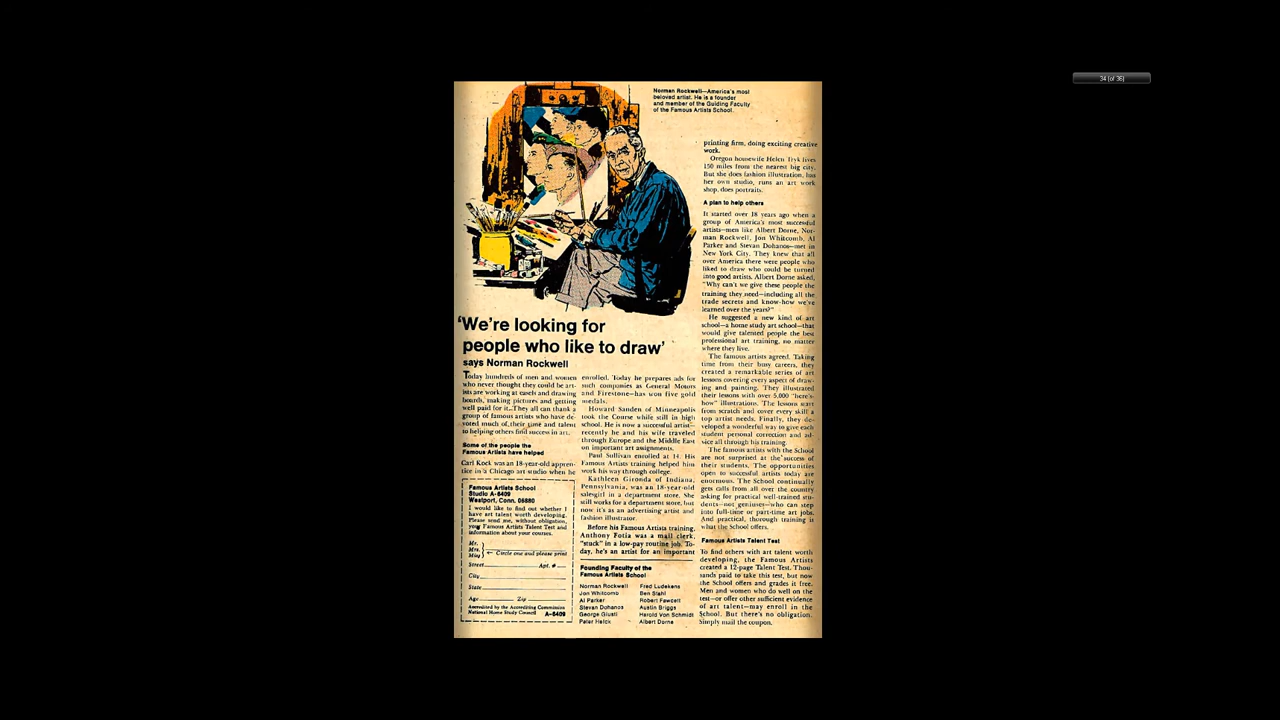 34 (of 36)
Norman Rockwell—America's most
beloved artist. He is a founder
and member of the Guiding Faculty
of the Famous Artists School.
'We're looking for
people who like to draw'
says Norman Rockwell
Today hundreds of men and women
who never thought they could be art-
ists are working at easels and drawing
boards, making pictures and getting
well paid for it. They all can thank a
group of famous artists who have de-
voted much of their time and talent
to helping others find success in art.
Some of the people the
Famous Artists have helped
Carl Kock was an 18-year-old appren-
tice in a Chicago art studio when he
enrolled. Today he prepares ads for
such companies as General Motors
and Firestone—has won five gold
medals.
Howard Sanden of Minneapolis
took the Course while still in high
school. He is now a successful artist—
recently he and his wife traveled
through Europe and the Middle East
on important art assignments.
Paul Sullivan enrolled at 14. His
Famous Artists training helped him
work his way through college.
Kathleen Gironda of Indiana,
Pennsylvania, was an 18-year-old
salesgirl in a department store. She
still works for a department store, but
now it's as an advertising artist and
fashion illustrator.
Before his Famous Artists training,
Anthony Fotia was a mail clerk,
"stuck" in a low-pay routine job. To-
day, he's an artist for an important
printing firm, doing exciting creative
work.
Oregon housewife Helen Tryk lives
150 miles from the nearest big city.
But she does fashion illustration, has
her own studio, runs an art work
shop, does portraits.
A plan to help others
It started over 18 years ago when a
group of America's most successful
artists—men like Albert Dorne, Nor-
man Rockwell, Jon Whitcomb, Al
Parker and Stevan Dohanos—met in
New York City. They knew that all
over America there were people who
liked to draw who could be turned
into good artists. Albert Dorne asked,
"Why can't we give these people the
training they need—including all the
trade secrets and know-how we've
learned over the years?"
He suggested a new kind of art
school—a home study art school—that
would give talented people the best
professional art training, no matter
where they live.
The famous artists agreed. Taking
time from their busy careers, they
created a remarkable series of art
lessons covering every aspect of draw-
ing and painting. They illustrated
their lessons with over 5,000 "here's-
how" illustrations. The lessons start
from scratch and cover every skill a
top artist needs. Finally, they de-
veloped a wonderful way to give each
student personal correction and ad-
vice all through his training.
The famous artists with the School
are not surprised at the success of
their students. The opportunities
open to successful artists today are
enormous. The School continually
gets calls from all over the country
asking for practical well-trained stu-
dents—not geniuses—who can step
into full-time or part-time art jobs.
And practical, thorough training is
what the School offers.
Famous Artists Talent Test
To find others with art talent worth
developing, the Famous Artists
created a 12-page Talent Test. Thou-
sands paid to take this test, but now
the School offers and grades it free.
Men and women who do well on the
test—or offer other sufficient evidence
of art talent—may enroll in the
School. But there's no obligation.
Simply mail the coupon.
Famous Artists School
Studio A-6409
Westport, Conn. 06880
I would like to find out whether I
have art talent worth developing.
Please send me, without obligation,
your Famous Artists Talent Test and
information about your courses.
Mr.
Mrs.
Miss
Circle one and please print
Street Apt. #
City
State
Age Zip
Accredited by the Accrediting Commission
National Home Study Council A-6409
Founding Faculty of the
Famous Artists School
Norman Rockwell
Jon Whitcomb
Al Parker
Stevan Dohanos
George Giusti
Peter Helck
Fred Ludekens
Ben Stahl
Robert Fawcett
Austin Briggs
Harold Von Schmidt
Albert Dorne